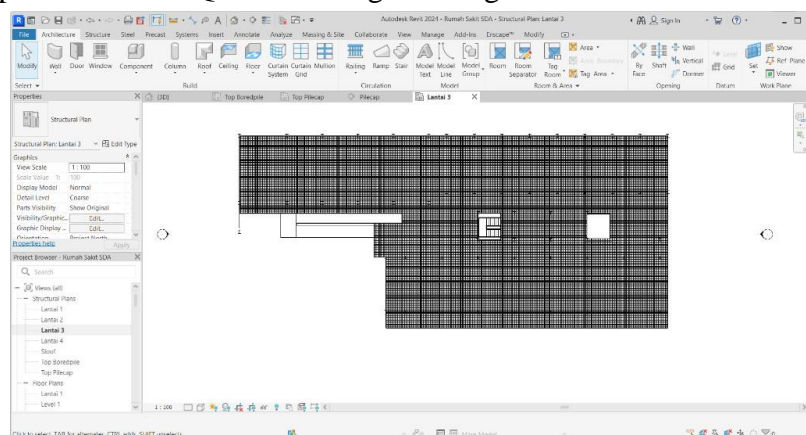 Autodesk Revit 2024 - Rumah Sakit SDA - Structural Plan: Lantai 3
Sign In
File Architecture Structure Steel Precast Systems Insert Annotate Analyze Massing & Site Collaborate View Manage Add-Ins Enscape™ Modify
Modify Wall Door Window Component Column Roof Ceiling Floor Curtain System Curtain Grid Mullion Railing Ramp Stair Model Text Model Line Model Group Room Room Separator Tag Room Area Tag Area By Face Shaft Wall Vertical Dormer Grid Set Show Ref Plane Viewer
Select Build Circulation Model Room & Area Opening Datum Work Plane
Properties
(3D) Top Boredpile Top Pilecap Pilecap Lantai 3
Structural Plan
Structural Plan: Lantai 3 Edit Type
Graphics
View Scale 1 : 100
Scale Value 1: 100
Display Model Normal
Detail Level Coarse
Parts Visibility Show Original
Visibility/Graphic... Edit...
Graphic Display ... Edit...
Orientation Project North
Properties help Apply
Project Browser - Rumah Sakit SDA
Search
Views (all)
Structural Plans
Lantai 1
Lantai 2
Lantai 3
Lantai 4
Sloof
Top Boredpile
Top Pilecap
Floor Plans
Lantai 1
Level 1
1 : 100
Main Model